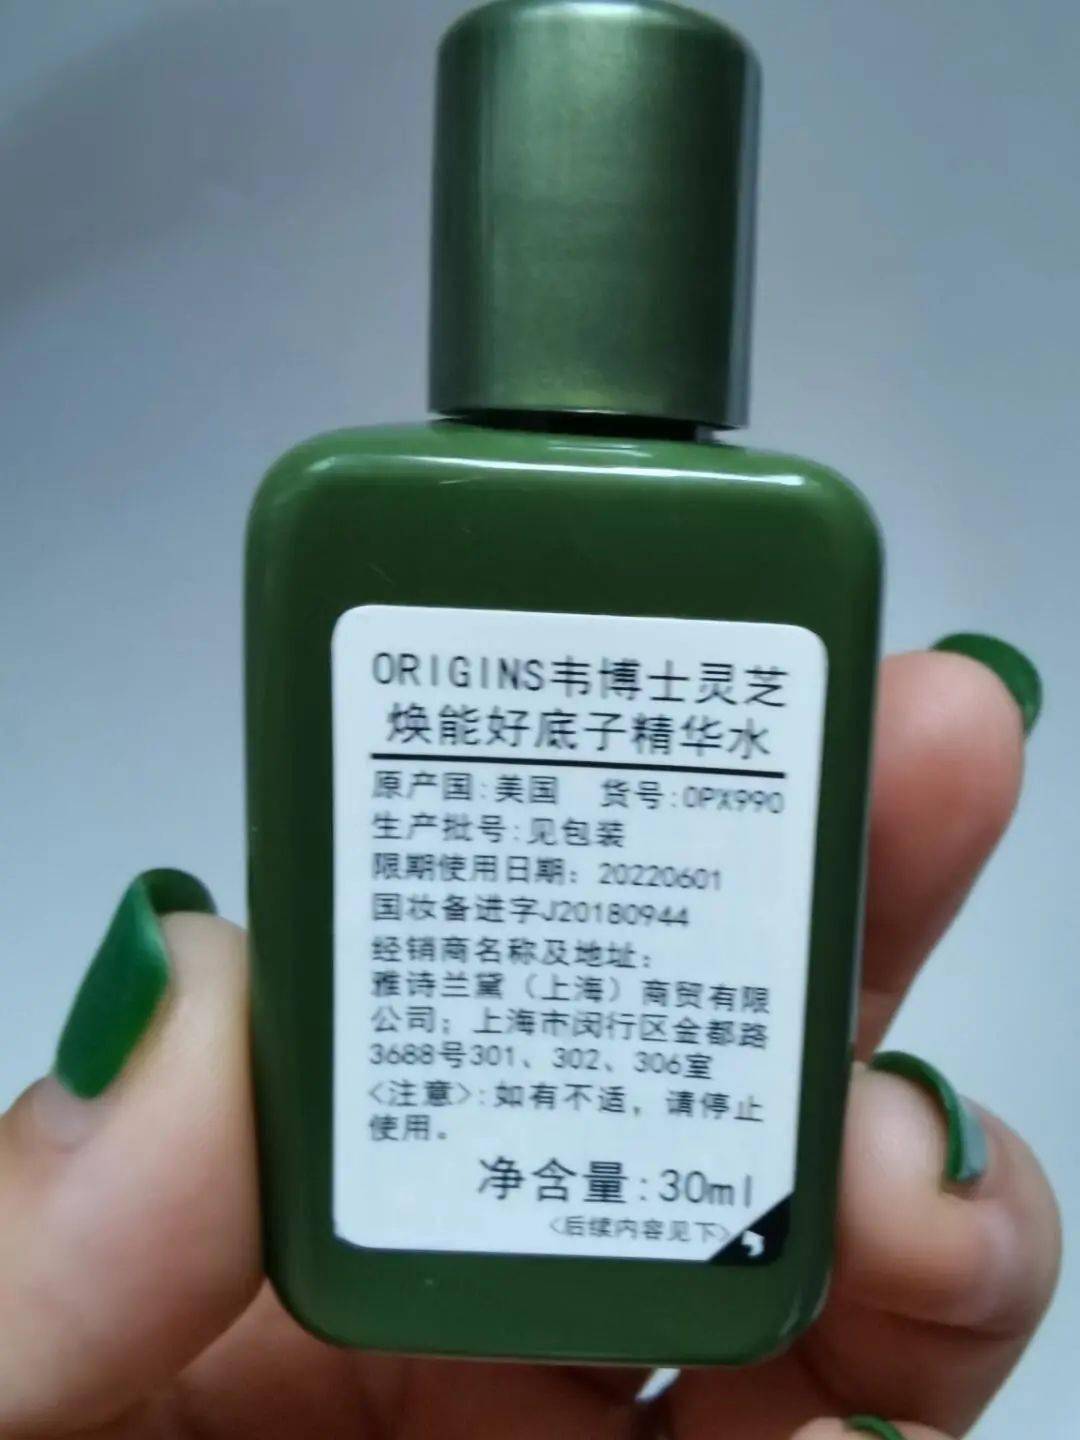 ORIGINS韦博士灵芝
焕能好底子精华水
原产国:美国 货号:0PX990
生产批号:见包装
限期使用日期: 20220601
国妆备进字J20180944
经销商名称及地址:
雅诗兰黛（上海）商贸有限
公司; 上海市闵行区金都路
3688号301、302、306室
<注意>:如有不适，请停止
使用。
净含量:30ml
<后续内容见下>